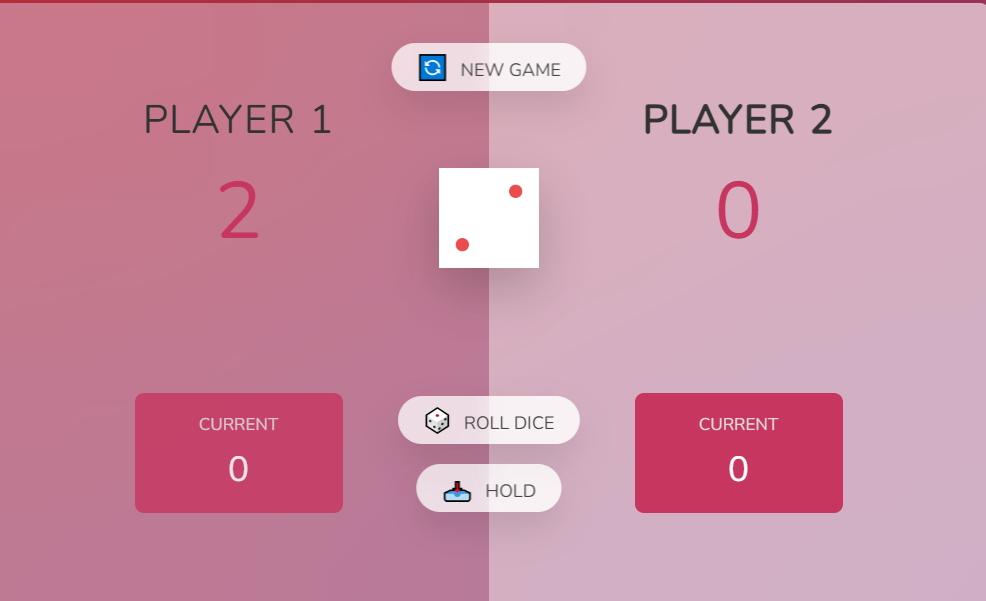 NEW GAME
PLAYER 1
2
PLAYER 2
0
CURRENT
0
ROLL DICE
HOLD
CURRENT
0